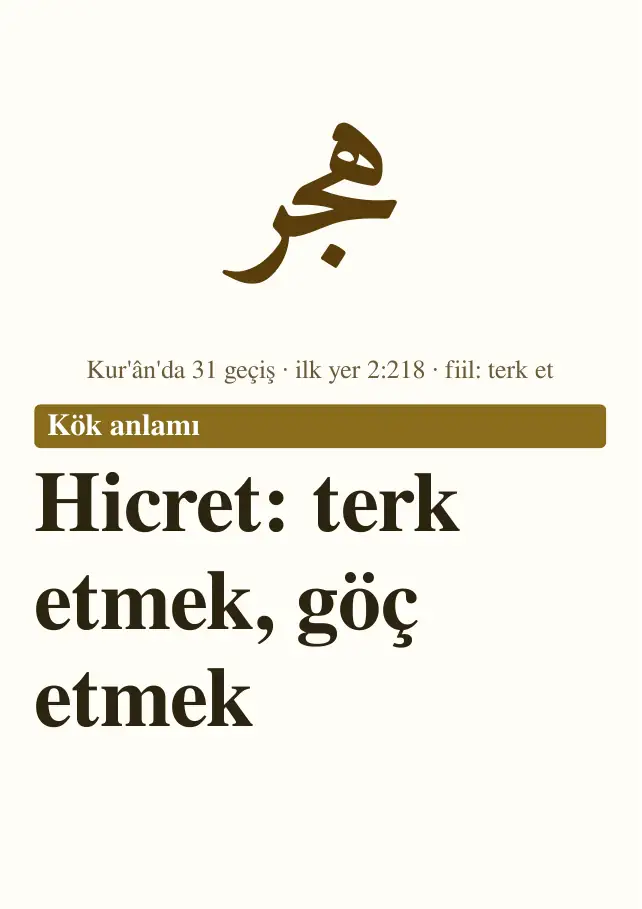 هجر
Kur'ân'da 31 geçiş · ilk yer 2:218 · fiil: terk et
Kök anlamı
Hicret: terk
etmek, göç
etmek